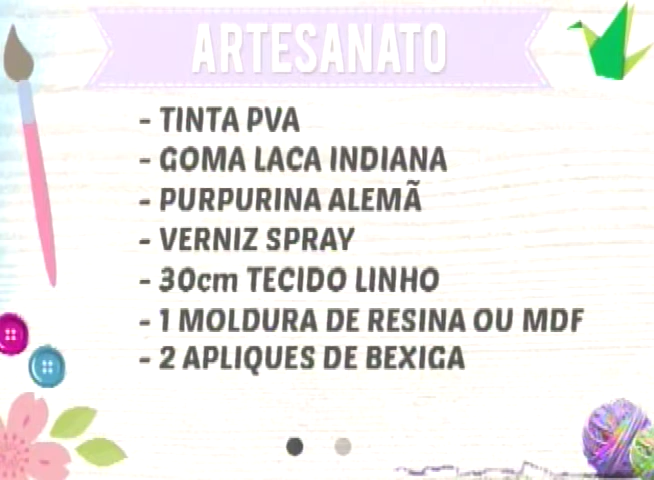 ARTESANATO
- TINTA PVA
- GOMA LACA INDIANA
- PURPURINA ALEMÃ
- VERNIZ SPRAY
- 30cm TECIDO LINHO
- 1 MOLDURA DE RESINA OU MDF
- 2 APLIQUES DE BEXIGA